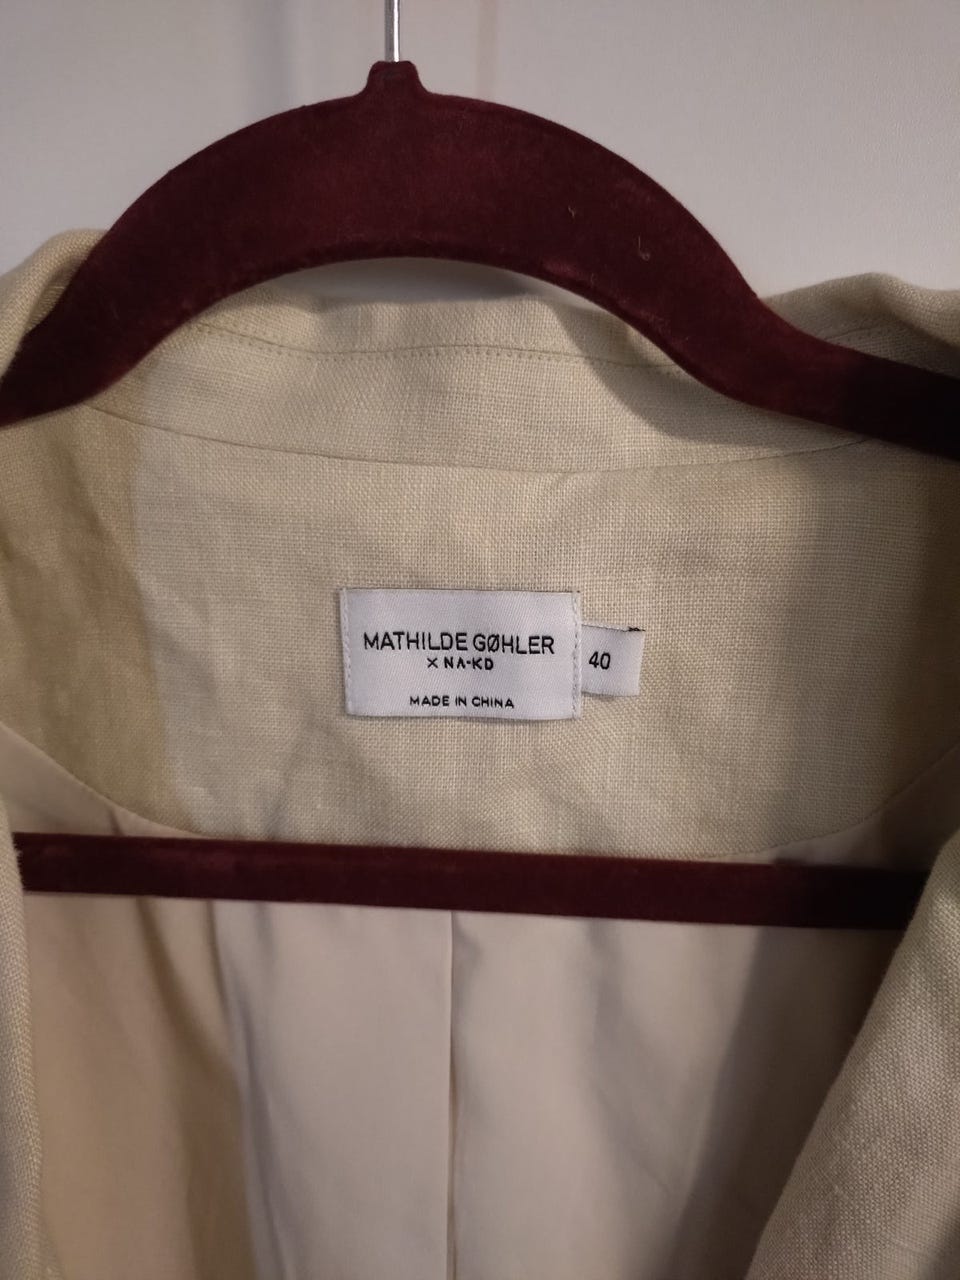 MATHILDE GØHLER
× NA-KD
40
MADE IN CHINA